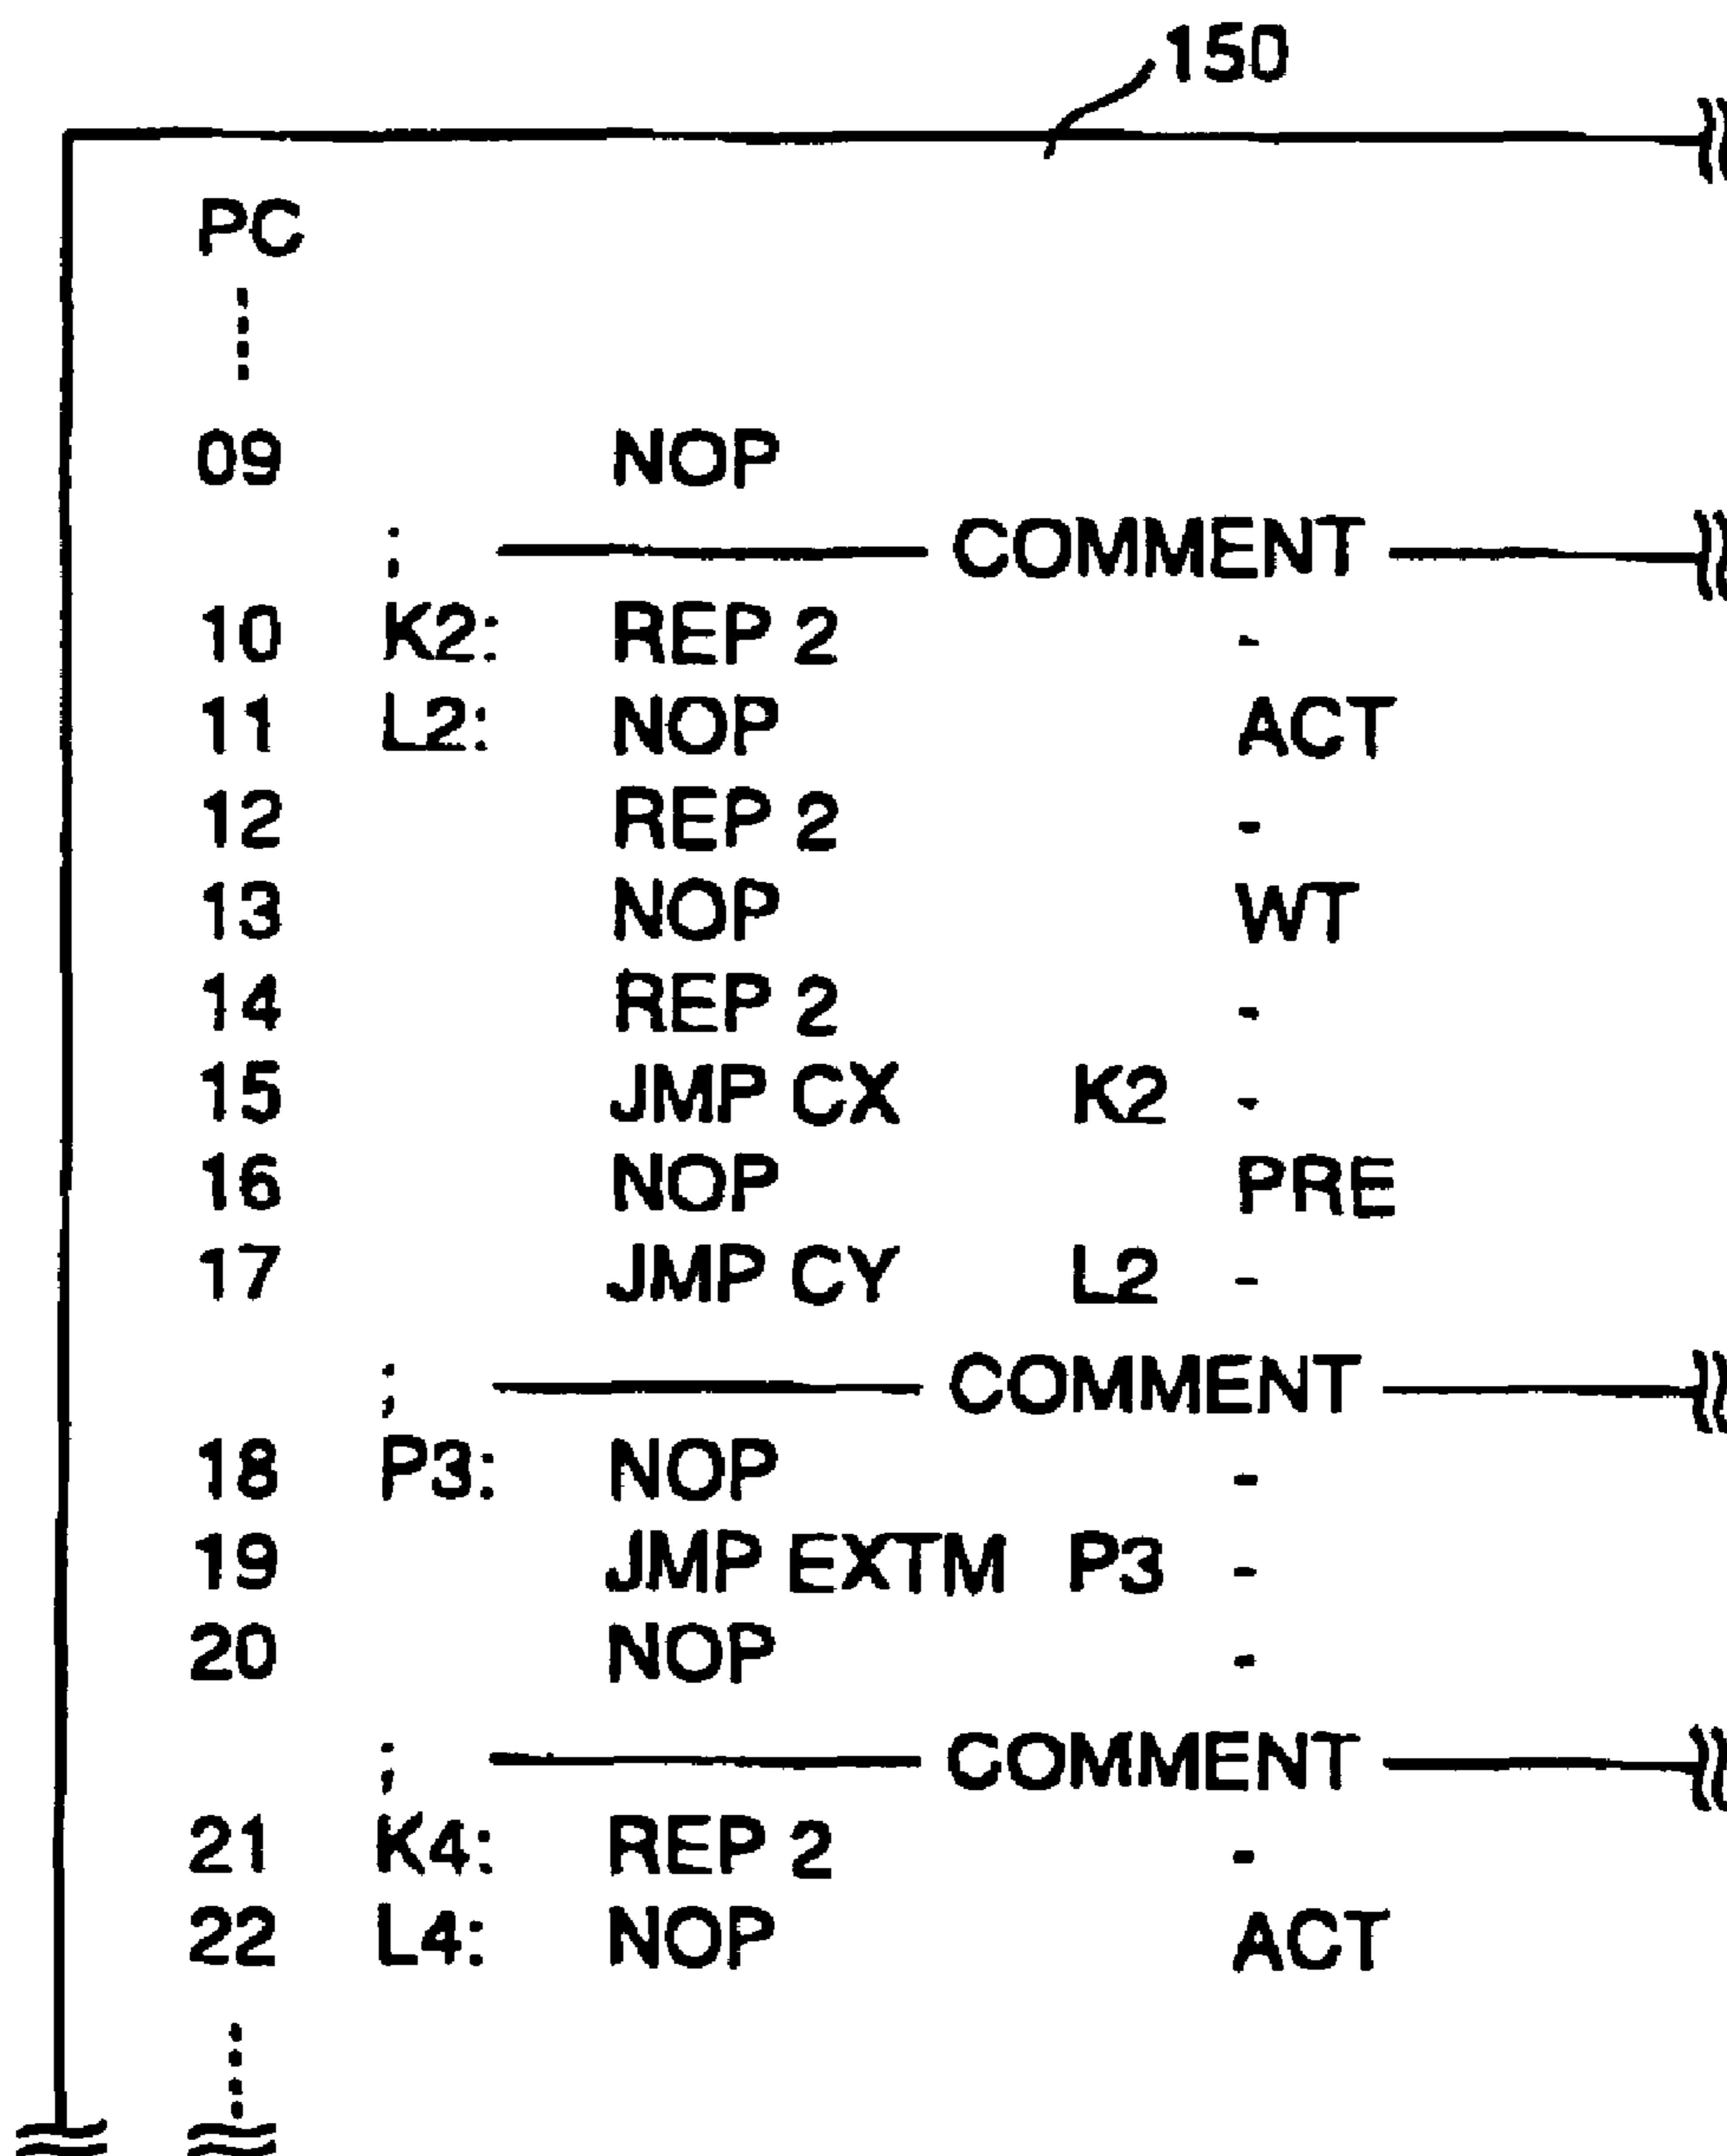 150
PC
09 NOP
; COMMENT
10 K2: REP 2 -
11 L2: NOP ACT
12 REP 2 -
13 NOP WT
14 REP 2 -
15 JMP CX K2 -
16 NOP PRE
17 JMP CY L2 -
; COMMENT
18 P3: NOP -
19 JMP EXTM P3 -
20 NOP -
; COMMENT
21 K4: REP 2 -
22 L4: NOP ACT